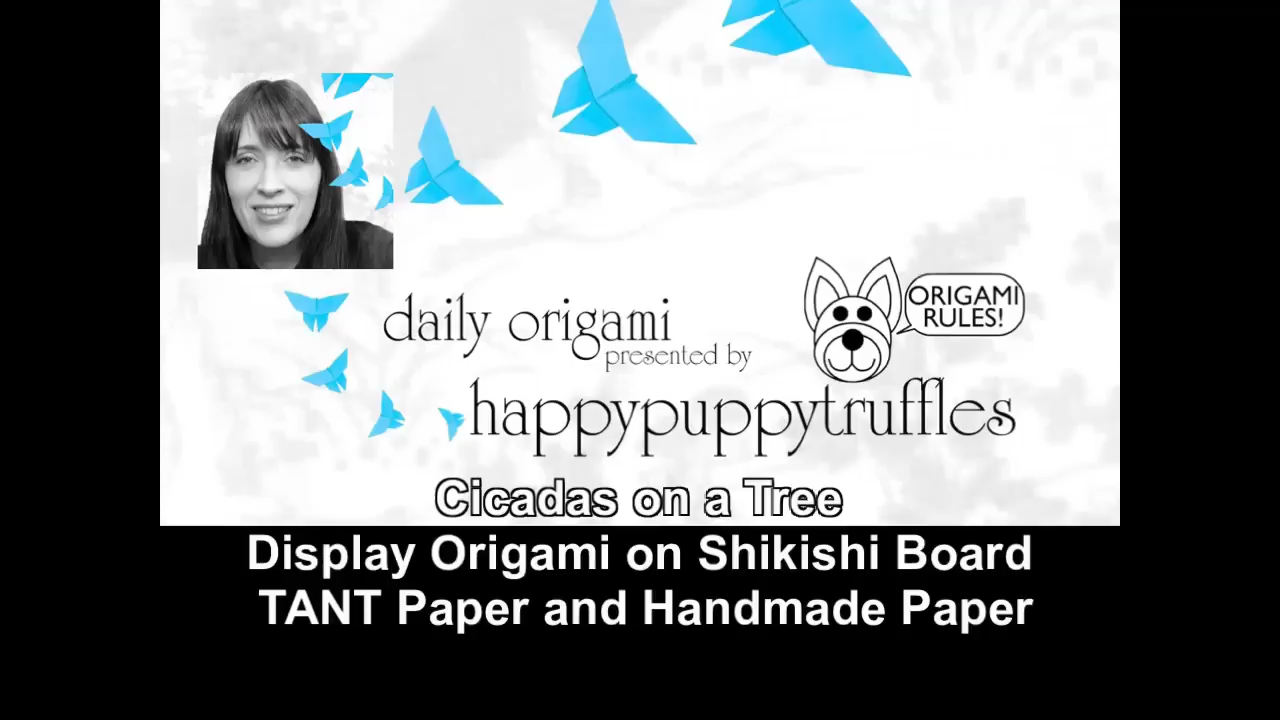 ORIGAMI
RULES!
daily origami
presented by
happypuppytruffles
Cicadas on a Tree
Display Origami on Shikishi Board
TANT Paper and Handmade Paper